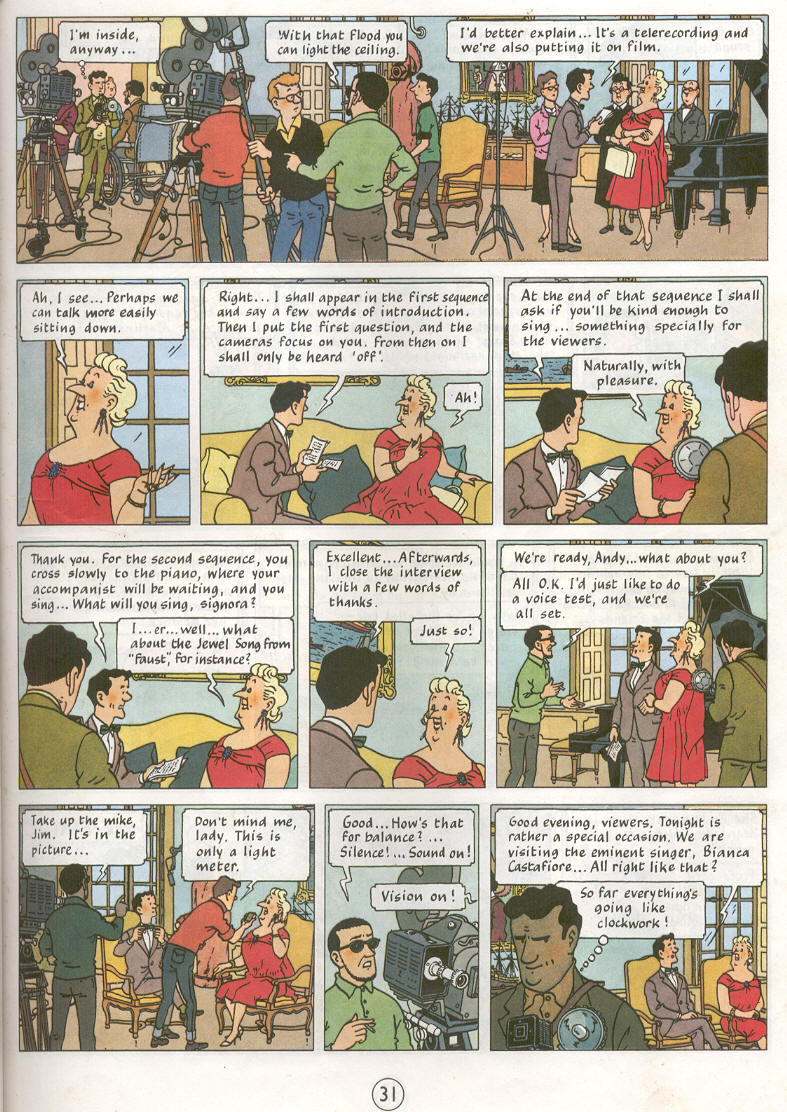 I'm inside,
anyway...
With that flood you
can light the ceiling.
I'd better explain... It's a telerecording and
we're also putting it on film.
Ah, I see... Perhaps we
can talk more easily
sitting down.
Right... I shall appear in the first sequence
and say a few words of introduction.
Then I put the first question, and the
cameras focus on you. From then on I
shall only be heard 'off'.
Ah!
At the end of that sequence I shall
ask if you'll be kind enough to
sing... something specially for
the viewers.
Naturally, with
pleasure.
Thank you. For the second sequence, you
cross slowly to the piano, where your
accompanist will be waiting, and you
sing... What will you sing, signora?
I...er...well...what
about the Jewel Song from
"Faust", for instance?
Excellent...Afterwards,
I close the interview
with a few words of
thanks.
Just so!
We're ready, Andy...what about you?
All O.K. I'd just like to do
a voice test, and we're
all set.
Take up the mike,
Jim. It's in the
picture...
Don't mind me,
lady. This is
only a light
meter.
Good...How's that
for balance? ...
Silence! ... Sound on!
Vision on!
Good evening, viewers. Tonight is
rather a special occasion. We are
visiting the eminent singer, Bianca
Castafiore... All right like that?
So far everything's
going like
clockwork!
31